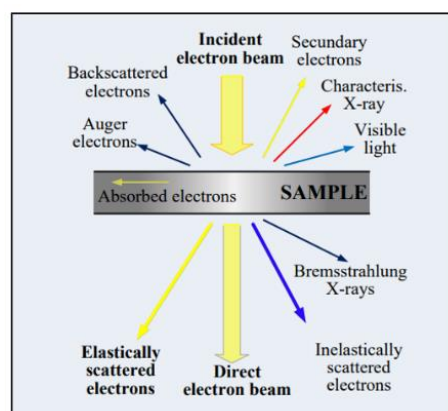 Incident
electron beam
Secundary
electrons
Backscattered
electrons
Characteris.
X-ray
Auger
electrons
Visible
light
Absorbed electrons
SAMPLE
Bremsstrahlung
X-rays
Elastically
scattered
electrons
Direct
electron beam
Inelastically
scattered
electrons